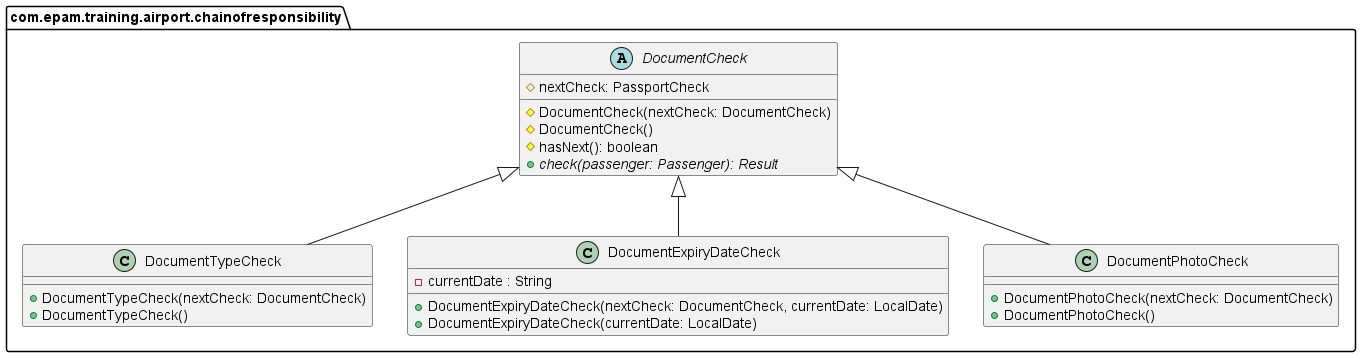 com.epam.training.airport.chainofresponsibility
A DocumentCheck
nextCheck: PassportCheck
DocumentCheck(nextCheck: DocumentCheck)
DocumentCheck()
hasNext(): boolean
check(passenger: Passenger): Result
C DocumentTypeCheck
DocumentTypeCheck(nextCheck: DocumentCheck)
DocumentTypeCheck()
C DocumentExpiryDateCheck
currentDate : String
DocumentExpiryDateCheck(nextCheck: DocumentCheck, currentDate: LocalDate)
DocumentExpiryDateCheck(currentDate: LocalDate)
C DocumentPhotoCheck
DocumentPhotoCheck(nextCheck: DocumentCheck)
DocumentPhotoCheck()